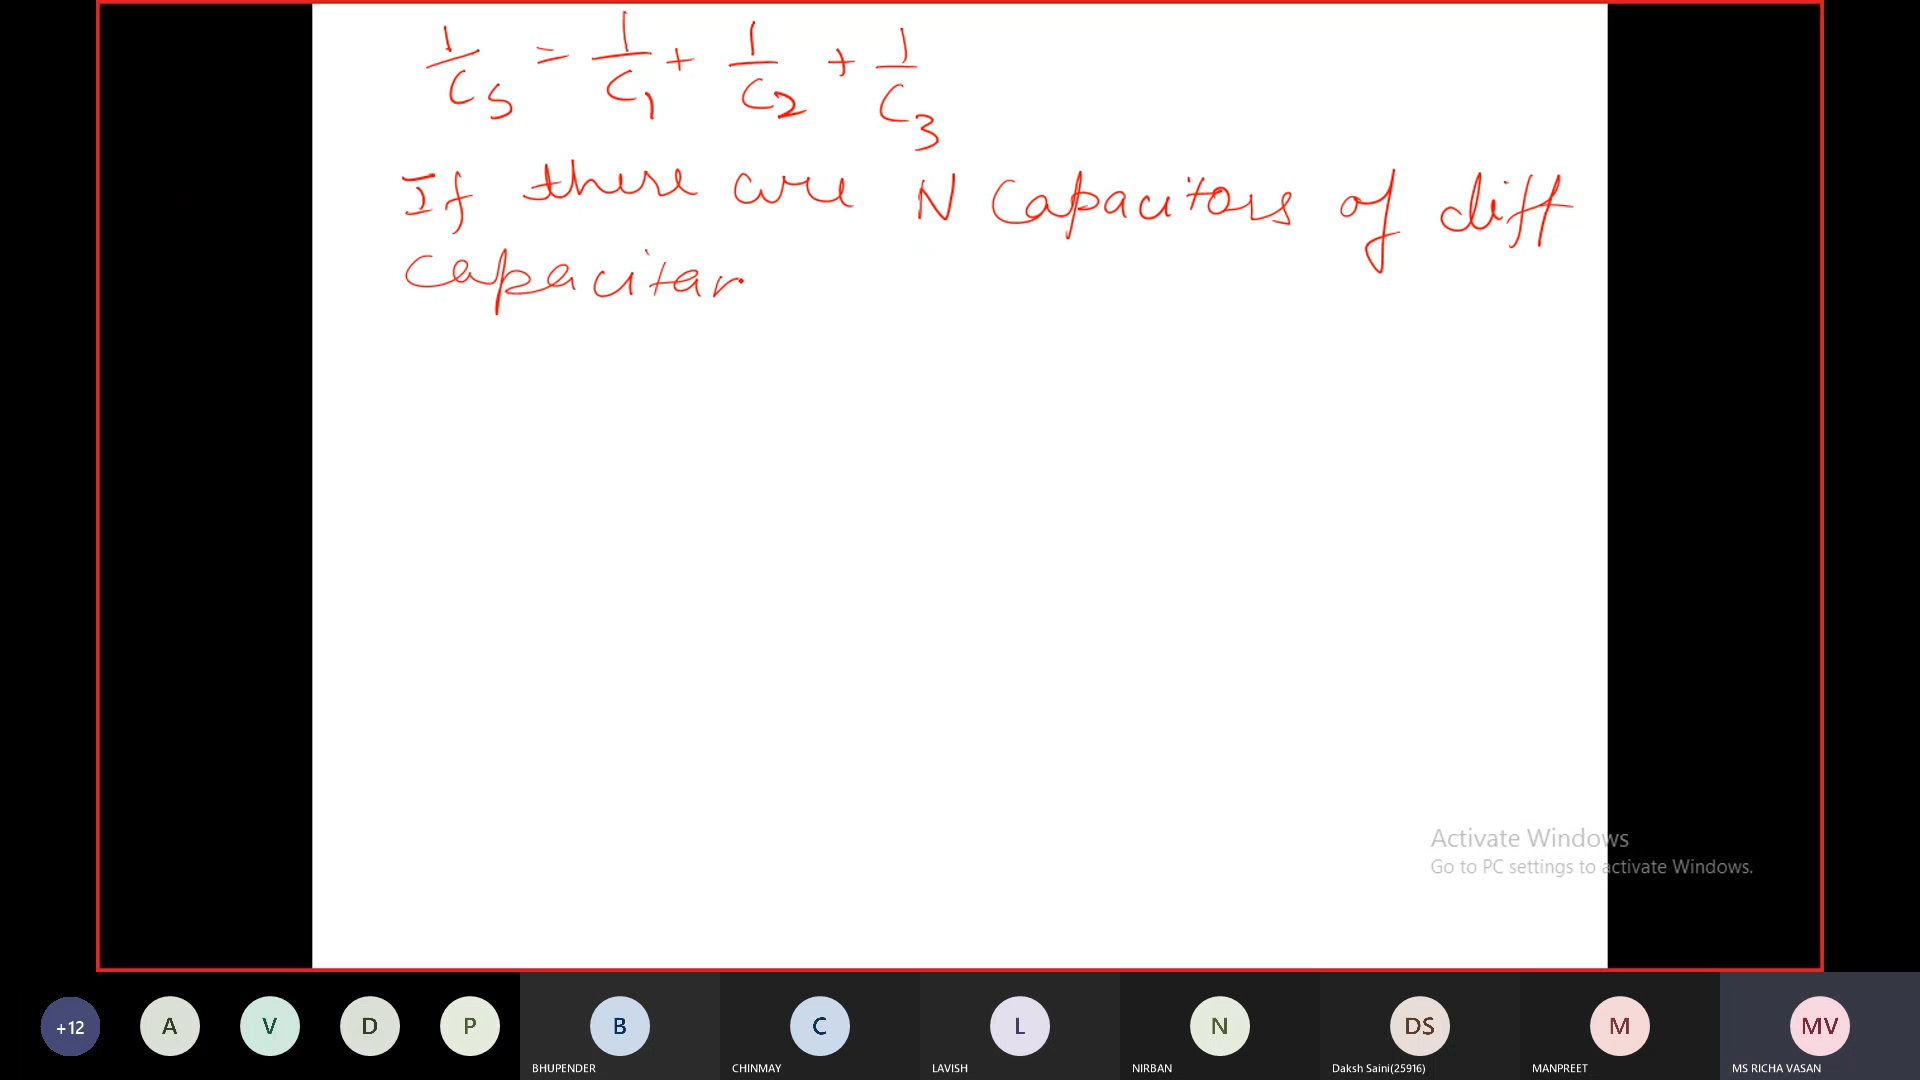 1/Cs = 1/C1 + 1/C2 + 1/C3
If there are N Capacitors of diff
capacitan
Activate Windows
Go to PC settings to activate Windows.
+12 A V D P B C L N DS M MV
BHUPENDER CHINMAY LAVISH NIRBAN Daksh Saini(25916) MANPREET MS RICHA VASAN